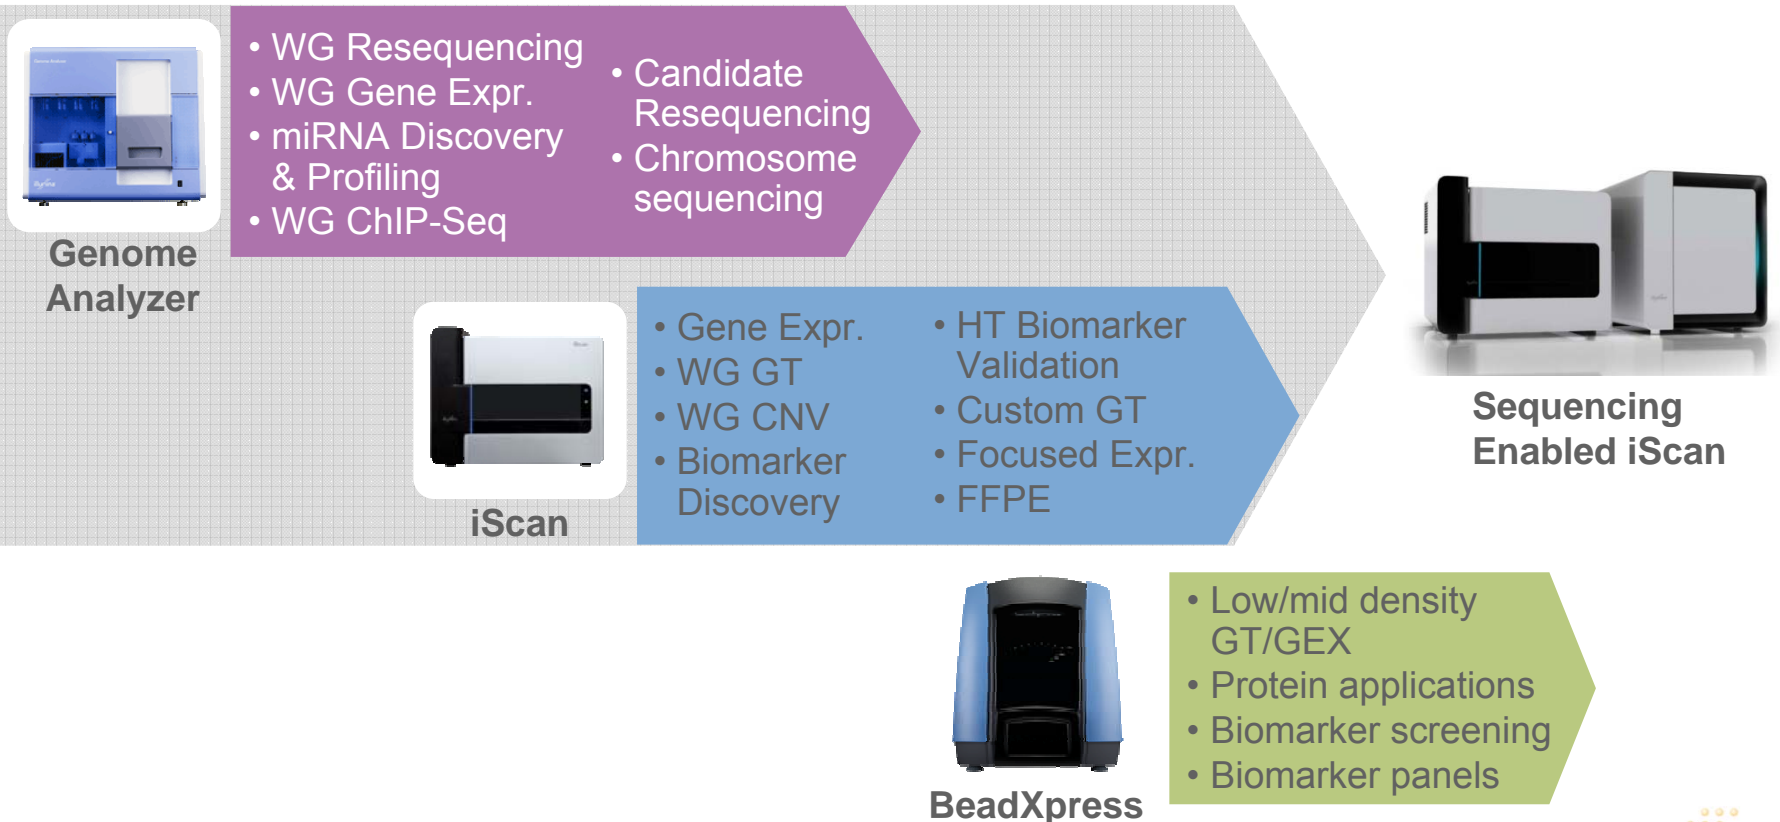 • WG Resequencing
• WG Gene Expr.
• miRNA Discovery
& Profiling
• WG ChIP-Seq
• Candidate
Resequencing
• Chromosome
sequencing
Genome
Analyzer
• Gene Expr.
• WG GT
• WG CNV
• Biomarker
Discovery
• HT Biomarker
Validation
• Custom GT
• Focused Expr.
• FFPE
iScan
Sequencing
Enabled iScan
• Low/mid density
GT/GEX
• Protein applications
• Biomarker screening
• Biomarker panels
BeadXpress